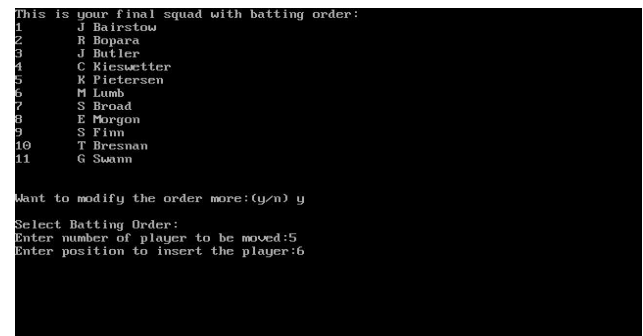 This is your final squad with batting order:
1 J Bairstow
2 R Bopara
3 J Butler
4 C Kieswetter
5 K Pietersen
6 M Lumb
7 S Broad
8 E Morgon
9 S Finn
10 T Bresnan
11 G Swann
Want to modify the order more:(y/n) y
Select Batting Order:
Enter number of player to be moved:5
Enter position to insert the player:6